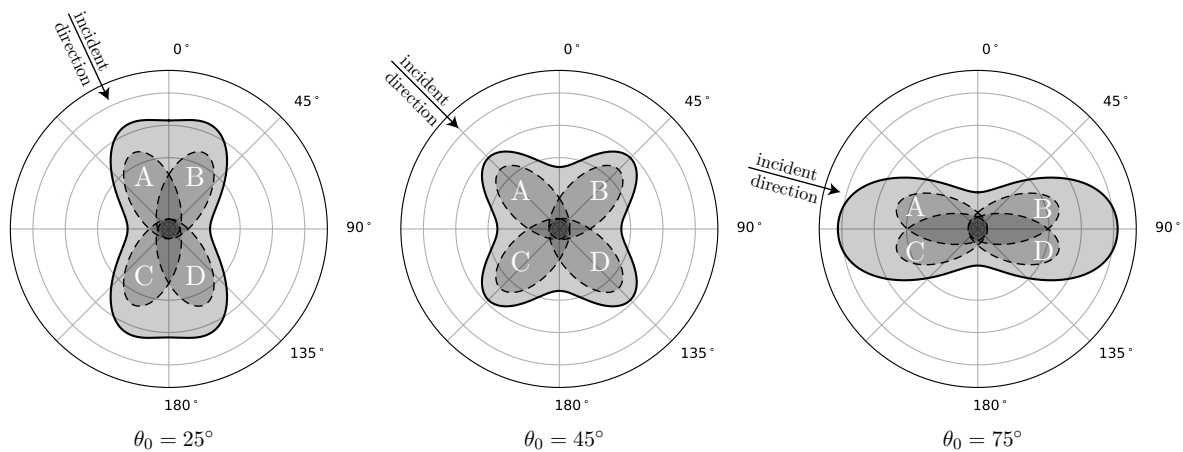 incident
direction
0°
45°
90°
135°
180°
A
B
C
D
θ₀ = 25°
incident
direction
0°
45°
90°
135°
180°
A
B
C
D
θ₀ = 45°
incident
direction
0°
45°
90°
135°
180°
A
B
C
D
θ₀ = 75°